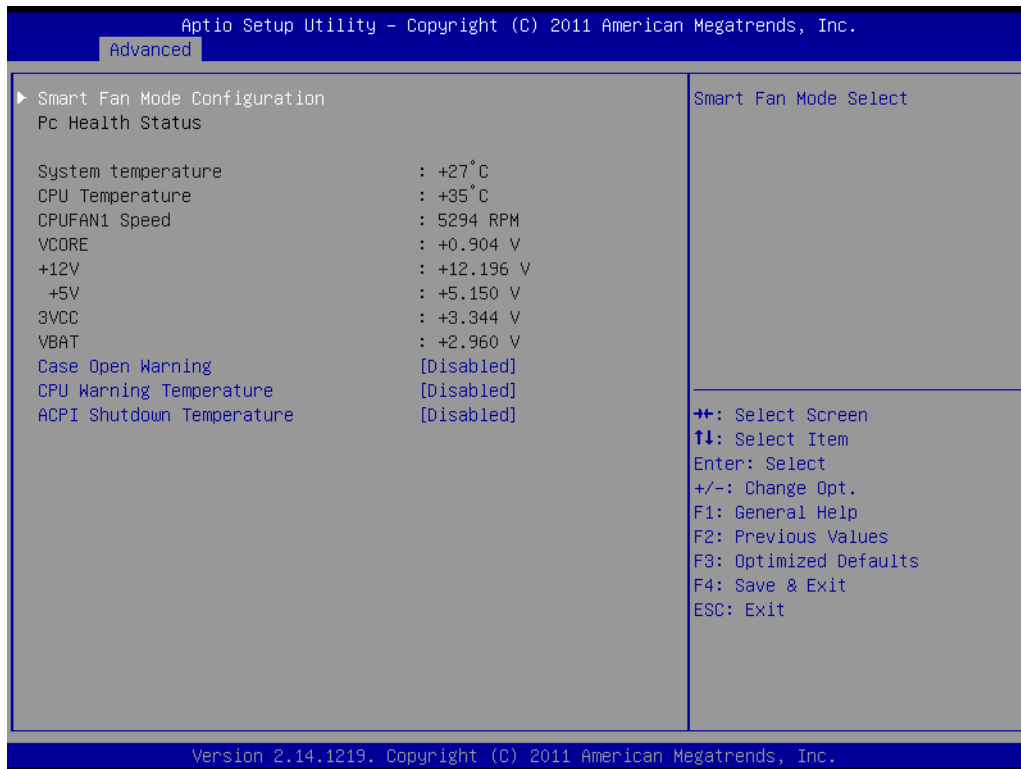 Aptio Setup Utility – Copyright (C) 2011 American Megatrends, Inc.
Advanced
▶ Smart Fan Mode Configuration
Pc Health Status
System temperature : +27°C
CPU Temperature : +35°C
CPUFAN1 Speed : 5294 RPM
VCORE : +0.904 V
+12V : +12.196 V
+5V : +5.150 V
3VCC : +3.344 V
VBAT : +2.960 V
Case Open Warning [Disabled]
CPU Warning Temperature [Disabled]
ACPI Shutdown Temperature [Disabled]
Smart Fan Mode Select
→←: Select Screen
↑↓: Select Item
Enter: Select
+/-: Change Opt.
F1: General Help
F2: Previous Values
F3: Optimized Defaults
F4: Save & Exit
ESC: Exit
Version 2.14.1219. Copyright (C) 2011 American Megatrends, Inc.